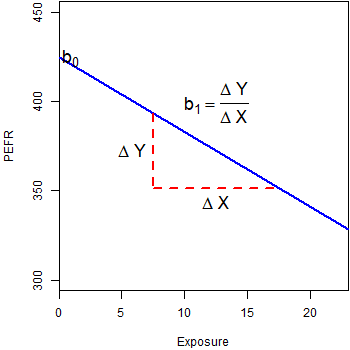 450
b0
400
b1 = ΔY/ΔX
PEFR
ΔY
350
ΔX
300
0 5 10 15 20
Exposure